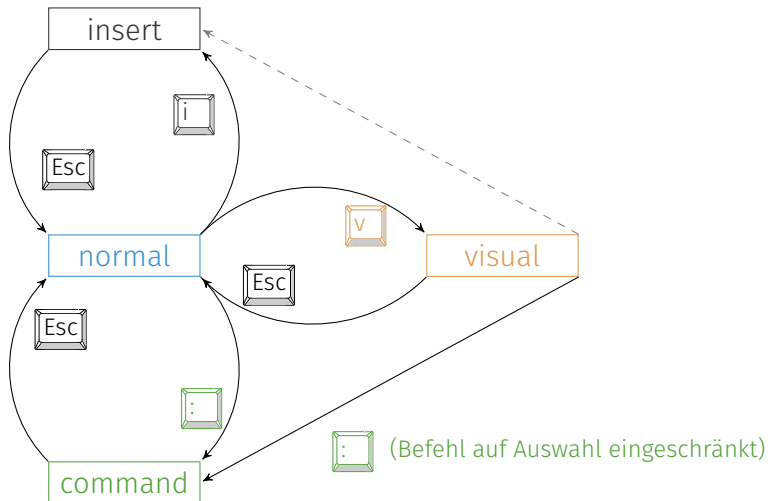 insert
i
Esc
v
normal
visual
Esc
Esc
:
: (Befehl auf Auswahl eingeschränkt)
command